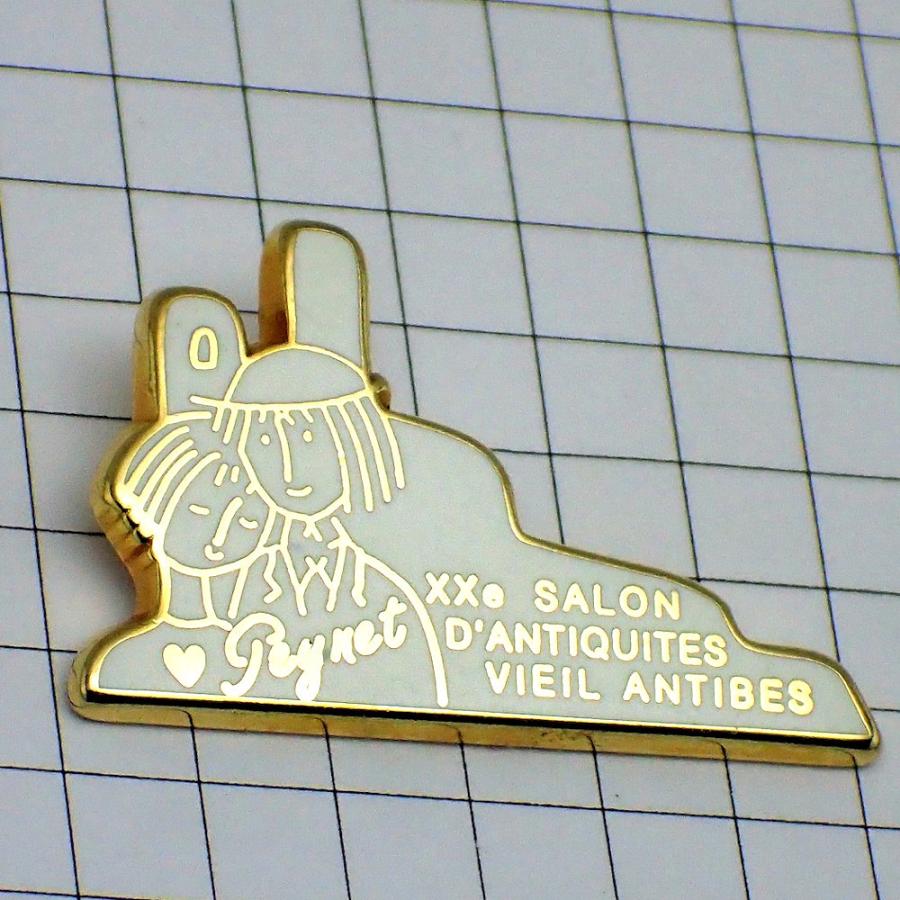 XXe SALON
D'ANTIQUITES
VIEIL ANTIBES
Peynet